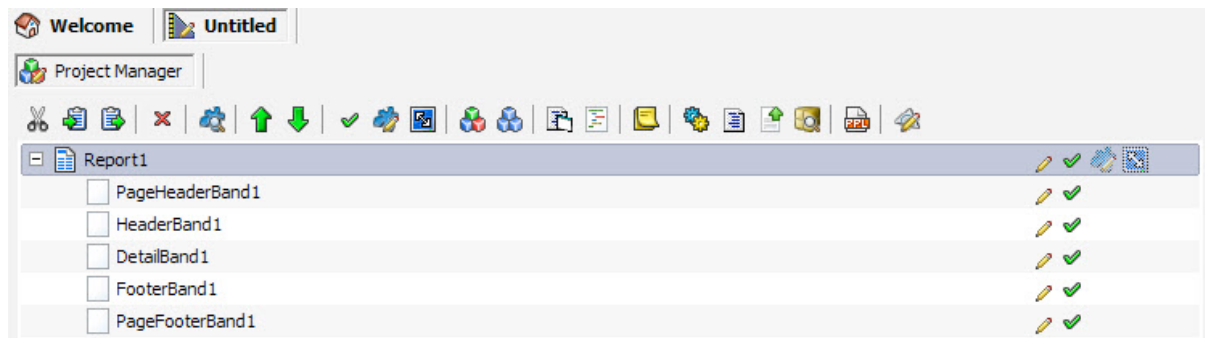 Welcome Untitled
Project Manager
Report1
PageHeaderBand1
HeaderBand1
DetailBand1
FooterBand1
PageFooterBand1